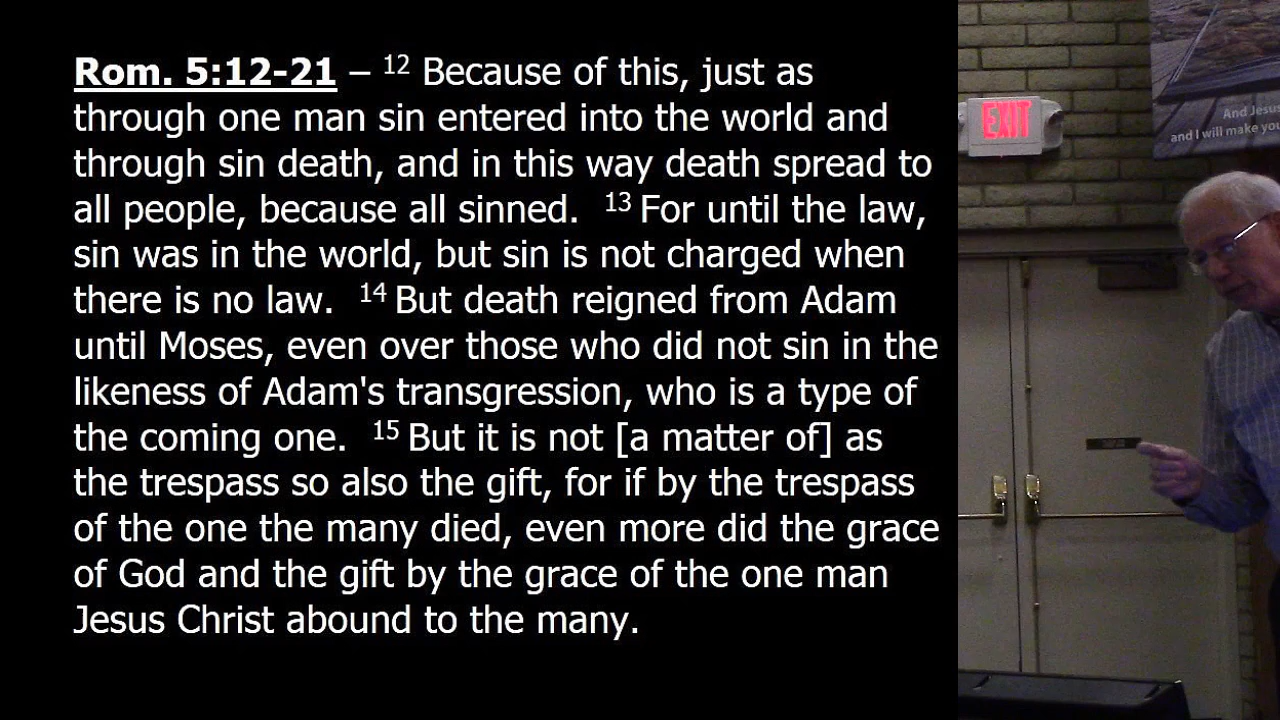 Rom. 5:12-21 – 12 Because of this, just as
through one man sin entered into the world and
through sin death, and in this way death spread to
all people, because all sinned. 13 For until the law,
sin was in the world, but sin is not charged when
there is no law. 14 But death reigned from Adam
until Moses, even over those who did not sin in the
likeness of Adam's transgression, who is a type of
the coming one. 15 But it is not [a matter of] as
the trespass so also the gift, for if by the trespass
of the one the many died, even more did the grace
of God and the gift by the grace of the one man
Jesus Christ abound to the many.
EXIT
And Jesus
and I will make you